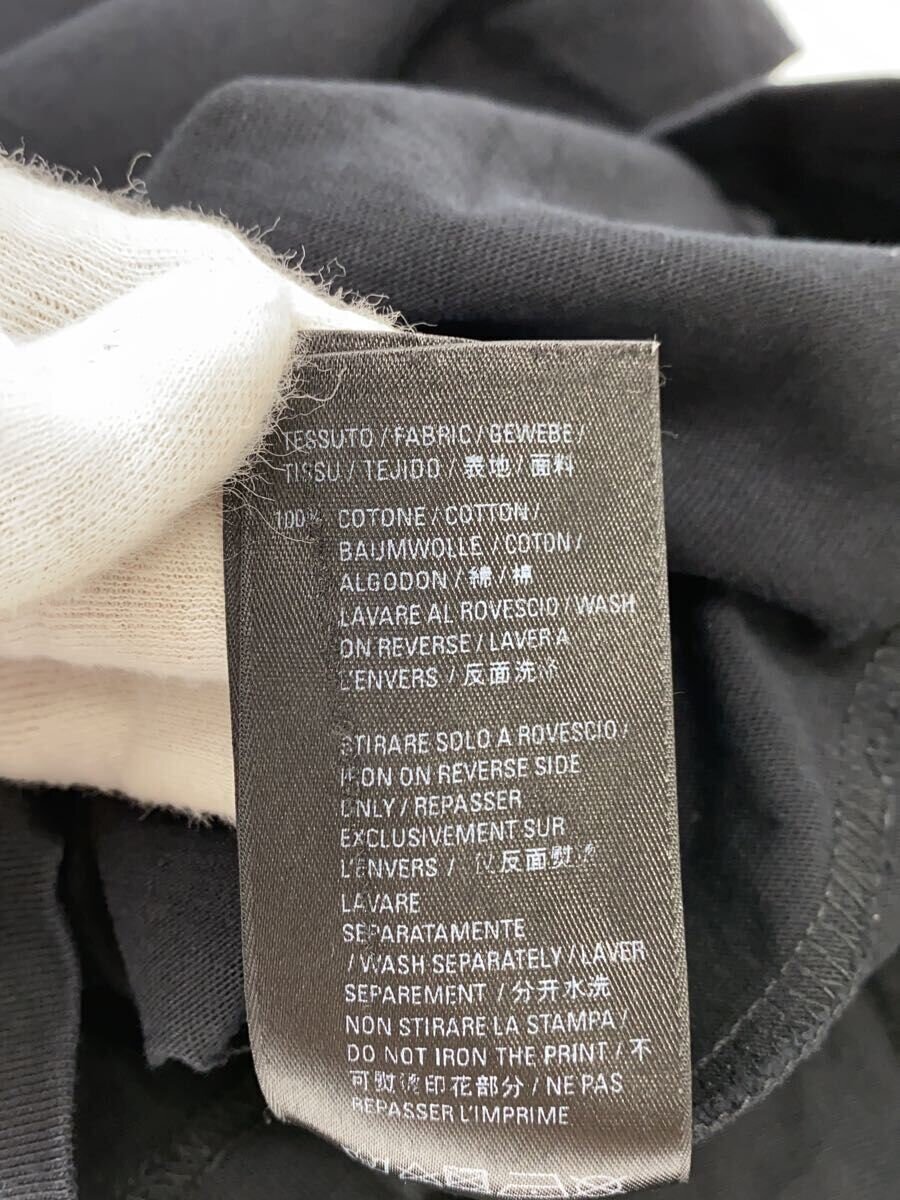 TESSUTO / FABRIC / GEWEBE /
TISSU / TEJIDO / 表地 / 面料
100% COTONE / COTTON /
BAUMWOLLE / COTON /
ALGODON / 綿 / 棉
LAVARE AL ROVESCIO / WASH
ON REVERSE / LAVER A
L'ENVERS / 反面洗涤
STIRARE SOLO A ROVESCIO /
IRON ON REVERSE SIDE
ONLY / REPASSER
EXCLUSIVEMENT SUR
L'ENVERS / 仅反面熨烫
LAVARE
SEPARATAMENTE
/ WASH SEPARATELY / LAVER
SEPAREMENT / 分开水洗
NON STIRARE LA STAMPA /
DO NOT IRON THE PRINT / 不
可熨烫印花部分 / NE PAS
REPASSER L'IMPRIME